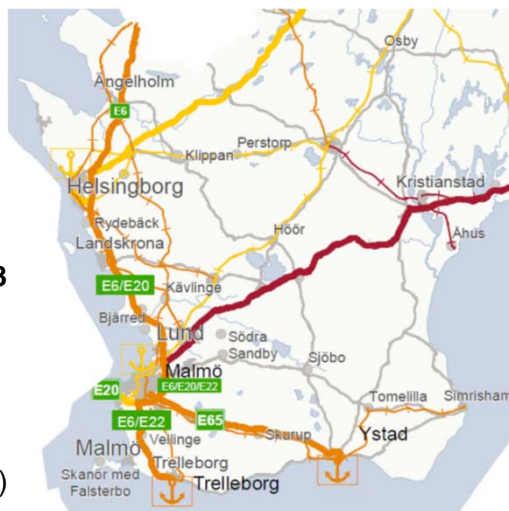 Osby
Ängelholm
E6
Perstorp
Klippan
Helsingborg
Kristianstad
Rydebäck
Åhus
Landskrona
Höör
E6/E20
Kävlinge
Bjärred
Lund
Södra
Sandby
Malmö
E6/E20/E22
Sjöbo
E20
Tomelilla
Simrisham
E6/E22
E65
Skurup
Ystad
Malmö
Vellinge
Trelleborg
Trelleborg
Skanör med
Falsterbo
)